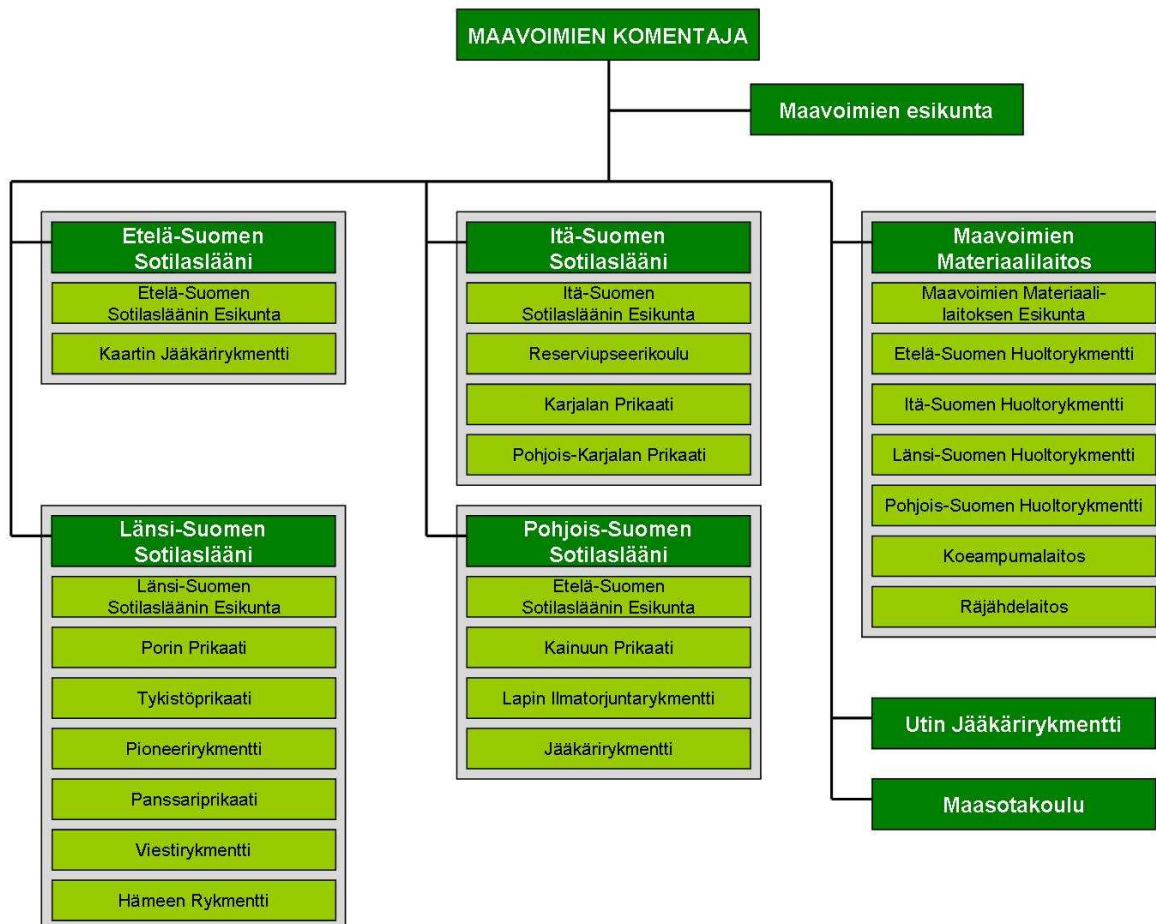 MAAVOIMIEN KOMENTAJA
Maavoimien esikunta
Etelä-Suomen
Sotilaslääni
Etelä-Suomen
Sotilasläänin Esikunta
Kaartin Jääkärirykmentti
Länsi-Suomen
Sotilaslääni
Länsi-Suomen
Sotilasläänin Esikunta
Porin Prikaati
Tykistöprikaati
Pioneerirykmentti
Panssariprikaati
Viestirykmentti
Hämeen Rykmentti
Itä-Suomen
Sotilaslääni
Itä-Suomen
Sotilasläänin Esikunta
Reserviupseerikoulu
Karjalan Prikaati
Pohjois-Karjalan Prikaati
Pohjois-Suomen
Sotilaslääni
Etelä-Suomen
Sotilasläänin Esikunta
Kainuun Prikaati
Lapin Ilmatorjuntarykmentti
Jääkärirykmentti
Maavoimien
Materiaalilaitos
Maavoimien Materiaali-
laitoksen Esikunta
Etelä-Suomen Huoltorykmentti
Itä-Suomen Huoltorykmentti
Länsi-Suomen Huoltorykmentti
Pohjois-Suomen Huoltorykmentti
Koeampumalaitos
Räjähdelaitos
Utin Jääkärirykmentti
Maasotakoulu